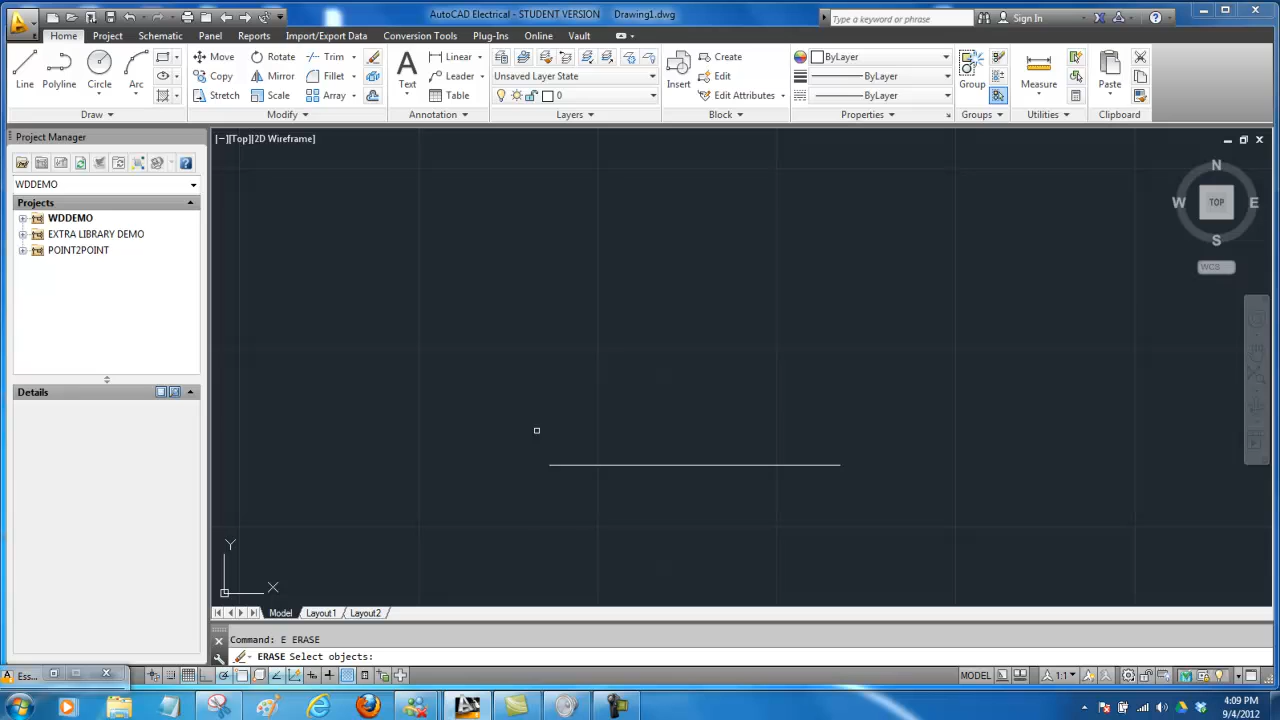 AutoCAD Electrical - STUDENT VERSION Drawing1.dwg
Type a keyword or phrase
Sign In
Home Project Schematic Panel Reports Import/Export Data Conversion Tools Plug-Ins Online Vault
Line Polyline Circle Arc
Move Rotate Trim
Copy Mirror Fillet
Stretch Scale Array
Text
Linear
Leader
Table
Unsaved Layer State
0
Insert
Create
Edit
Edit Attributes
ByLayer
ByLayer
ByLayer
Group
Measure
Paste
Draw Modify Annotation Layers Block Properties Groups Utilities Clipboard
Project Manager
WDDEMO
Projects
WDDEMO
EXTRA LIBRARY DEMO
POINT2POINT
Details
[−][Top][2D Wireframe]
N
W TOP E
S
WCS
Y
X
Model Layout1 Layout2
Command: E ERASE
ERASE Select objects:
Ess...
MODEL
1:1
4:09 PM
9/4/2012